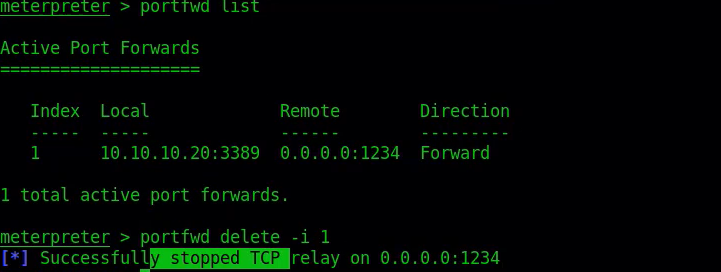 meterpreter > portfwd list
Active Port Forwards
====================
Index Local Remote Direction
----- ----- ------ ---------
1 10.10.10.20:3389 0.0.0.0:1234 Forward
1 total active port forwards.
meterpreter > portfwd delete -i 1
[*] Successfully stopped TCP relay on 0.0.0.0:1234